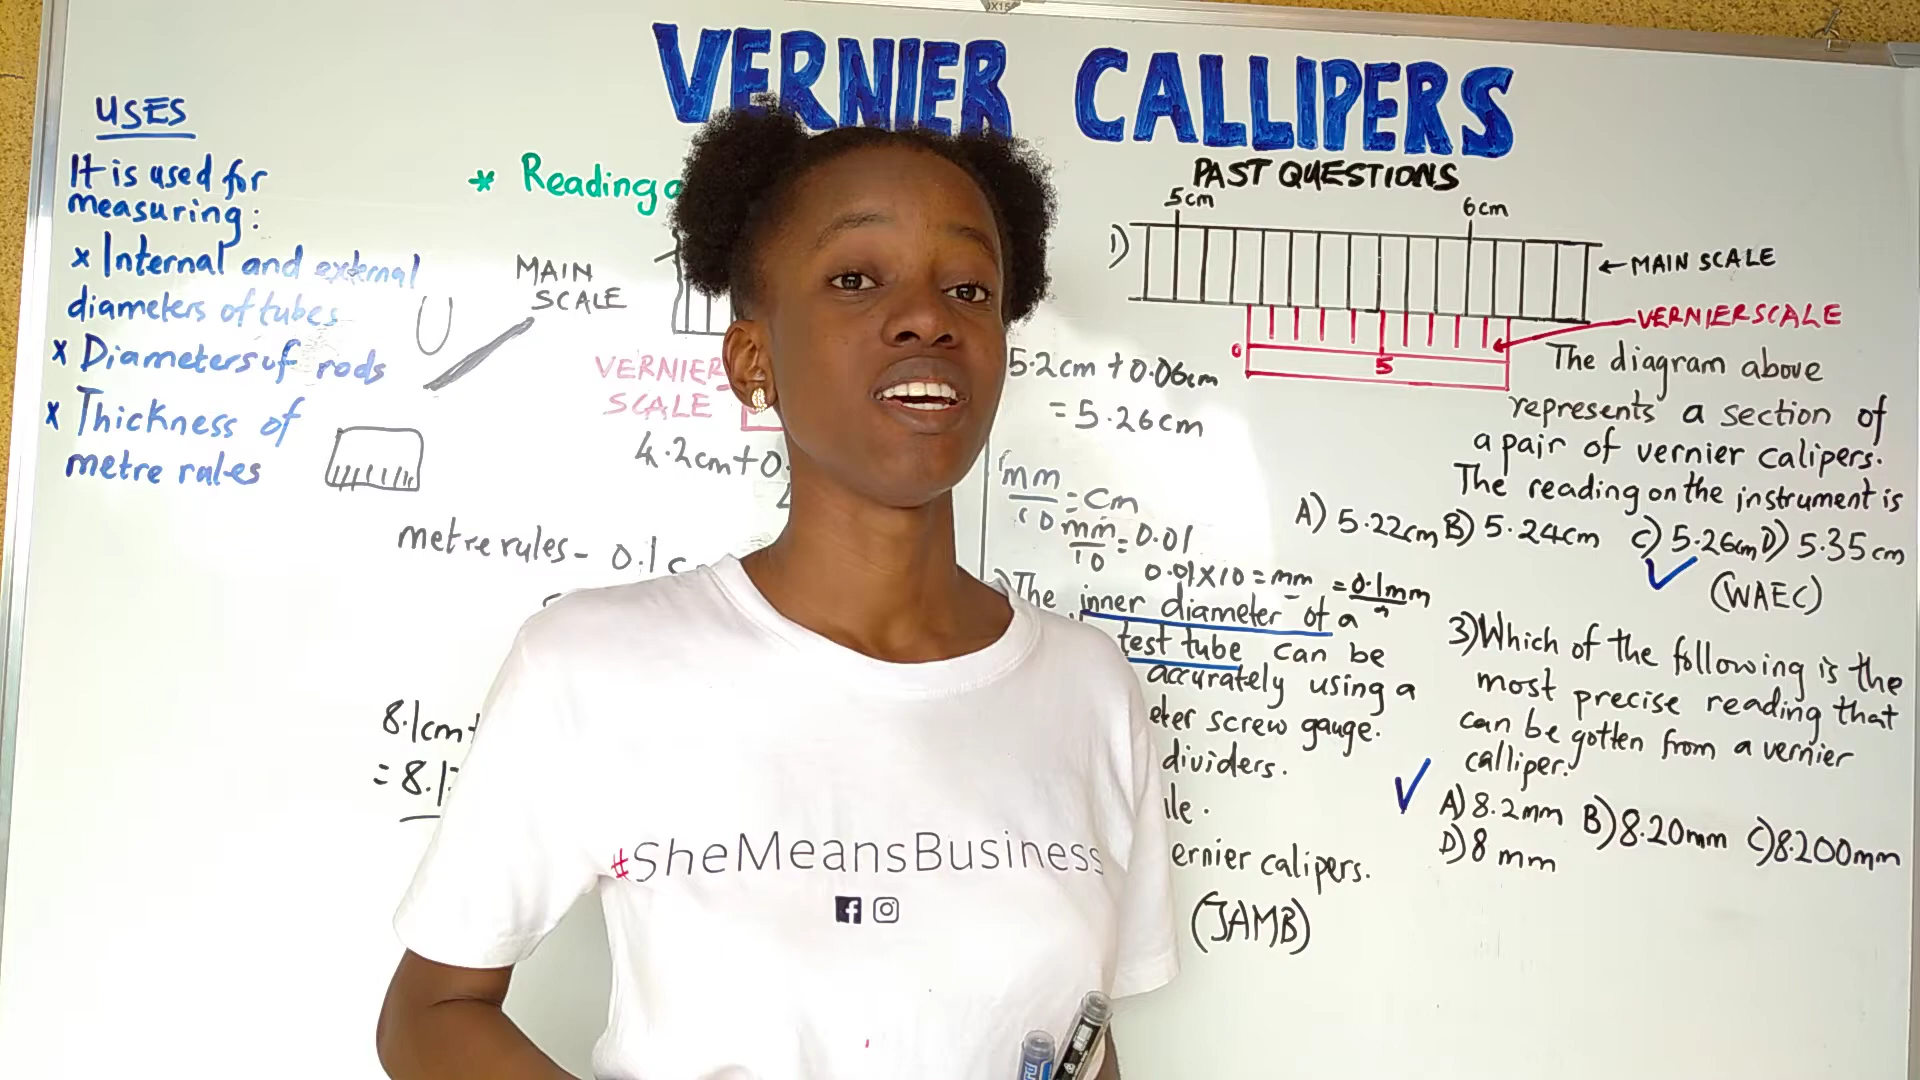 VERNIER CALLIPERS
USES
It is used for
measuring:
x Internal and external
diameters of tubes
x Diameters of rods
x Thickness of
metre rules
* Reading
MAIN
SCALE
VERNIER
SCALE
4.2cm + 0.
metre rules - 0.1c
8.1cm+
= 8.1
5.2cm + 0.06cm
= 5.26cm
mm
10 = cm
mm
10 = 0.01
0.01 x 10 = mm = 0.1mm
The inner diameter of a
test tube can be
accurately using a
eter screw gauge.
dividers.
ernier calipers.
(JAMB)
PAST QUESTIONS
5cm
6cm
1)
← MAIN SCALE
VERNIER SCALE
0
5
The diagram above
represents a section of
a pair of vernier calipers.
The reading on the instrument is
A) 5.22cm B) 5.24cm C) 5.26cm D) 5.35cm
(WAEC)
3) Which of the following is the
most precise reading that
can be gotten from a vernier
calliper?
A) 8.2mm B) 8.20mm C) 8.200mm
D) 8 mm
#SheMeansBusiness